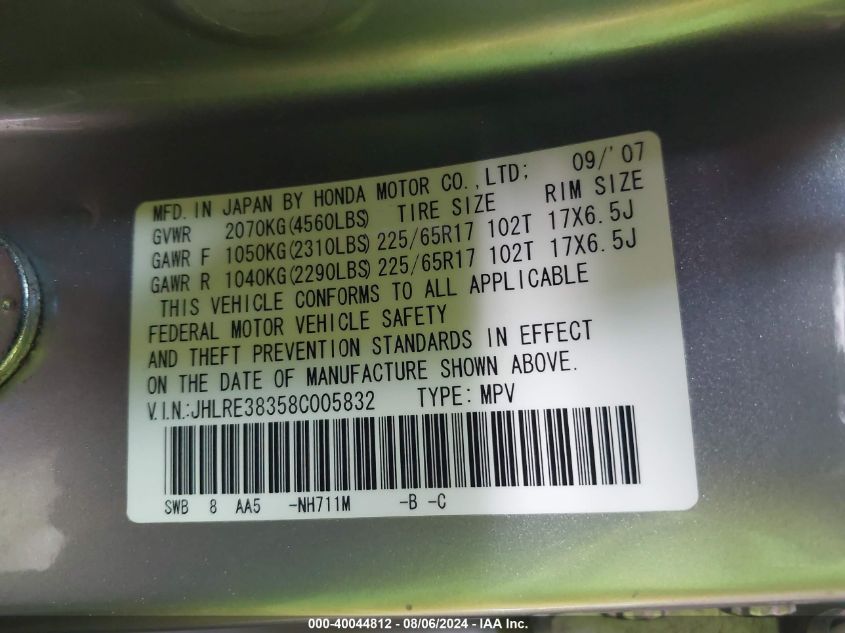 MFD. IN JAPAN BY HONDA MOTOR CO.,LTD; 09/'07
GVWR 2070KG(4560LBS) TIRE SIZE RIM SIZE
GAWR F 1050KG(2310LBS) 225/65R17 102T 17X6.5J
GAWR R 1040KG(2290LBS) 225/65R17 102T 17X6.5J
THIS VEHICLE CONFORMS TO ALL APPLICABLE
FEDERAL MOTOR VEHICLE SAFETY
AND THEFT PREVENTION STANDARDS IN EFFECT
ON THE DATE OF MANUFACTURE SHOWN ABOVE.
V.I.N.:JHLRE38358C005832 TYPE: MPV
SWB 8 AA5 -NH711M -B -C
000-40044812 - 08/06/2024 - IAA Inc.